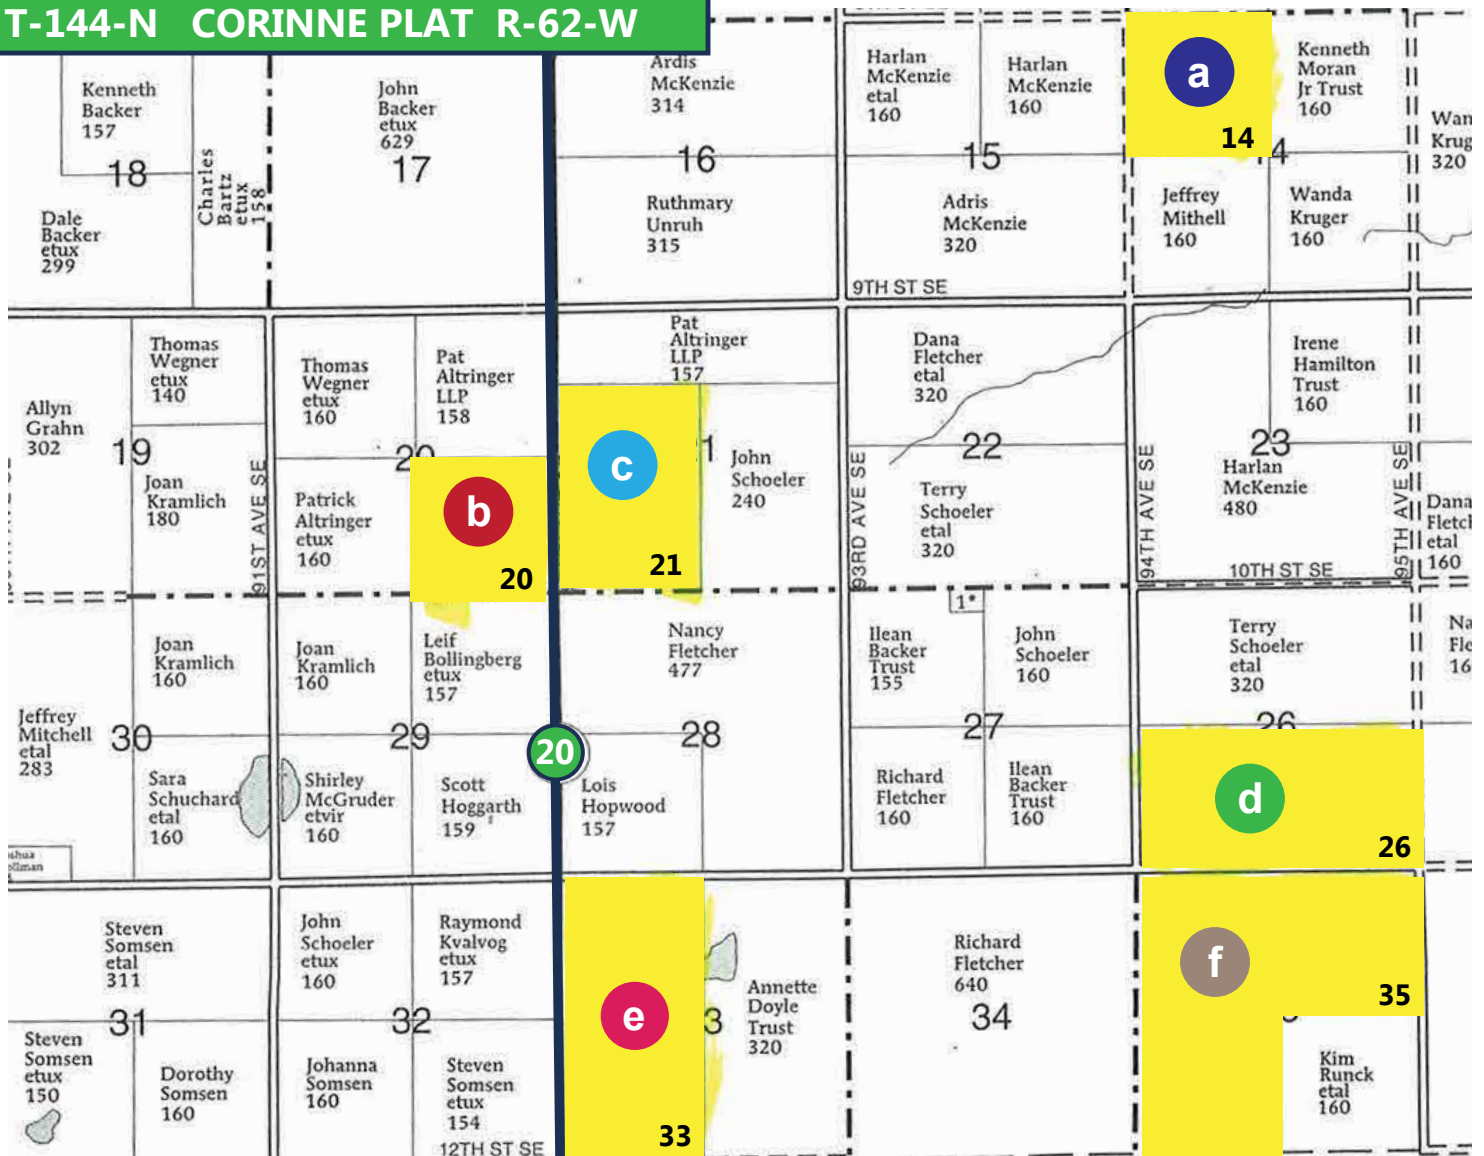 T-144-N CORINNE PLAT R-62-W
Kenneth
Backer
157
18
Charles
Bartz
etux
158
Dale
Backer
etux
299
John
Backer
etux
629
17
Ardis
McKenzie
314
16
Ruthmary
Unruh
315
Harlan
McKenzie
etal
160
Harlan
McKenzie
160
15
Adris
McKenzie
320
9TH ST SE
a
14
Kenneth
Moran
Jr Trust
160
Jeffrey
Mithell
160
Wanda
Kruger
160
320
Thomas
Wegner
etux
140
Allyn
Grahn
302
19
Joan
Kramlich
180
91ST AVE SE
Thomas
Wegner
etux
160
Pat
Altringer
LLP
158
20
Patrick
Altringer
etux
160
b
20
Pat
Altringer
LLP
157
c
21
John
Schoeler
240
Dana
Fletcher
etal
320
22
Terry
Schoeler
etal
320
93RD AVE SE
94TH AVE SE
Irene
Hamilton
Trust
160
23
Harlan
McKenzie
480
95TH AVE SE
10TH ST SE
Dana
etal
160
Joan
Kramlich
160
Jeffrey
Mitchell
etal
283
30
Sara
Schuchard
etal
160
Joan
Kramlich
160
Leif
Bollingberg
etux
157
29
Shirley
McGruder
etvir
160
Scott
Hoggarth
159
20
Nancy
Fletcher
477
28
Lois
Hopwood
157
1*
Ilean
Backer
Trust
155
John
Schoeler
160
27
Richard
Fletcher
160
Ilean
Backer
Trust
160
Terry
Schoeler
etal
320
26
d
26
Steven
Somsen
etal
311
31
Steven
Somsen
etux
150
Dorothy
Somsen
160
John
Schoeler
etux
160
Raymond
Kvalvog
etux
157
32
Johanna
Somsen
160
Steven
Somsen
etux
154
12TH ST SE
e
33
Annette
Doyle
Trust
320
Richard
Fletcher
640
34
f
35
Kim
Runck
etal
160